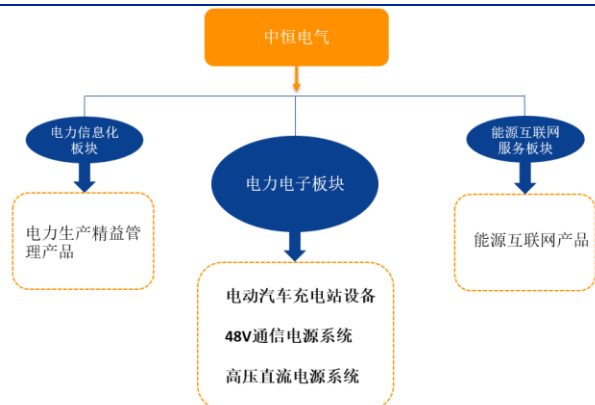 中恒电气
电力信息化
板块
电力电子板块
能源互联网
服务板块
电力生产精益管
理产品
电动汽车充电站设备
48V通信电源系统
高压直流电源系统
能源互联网产品